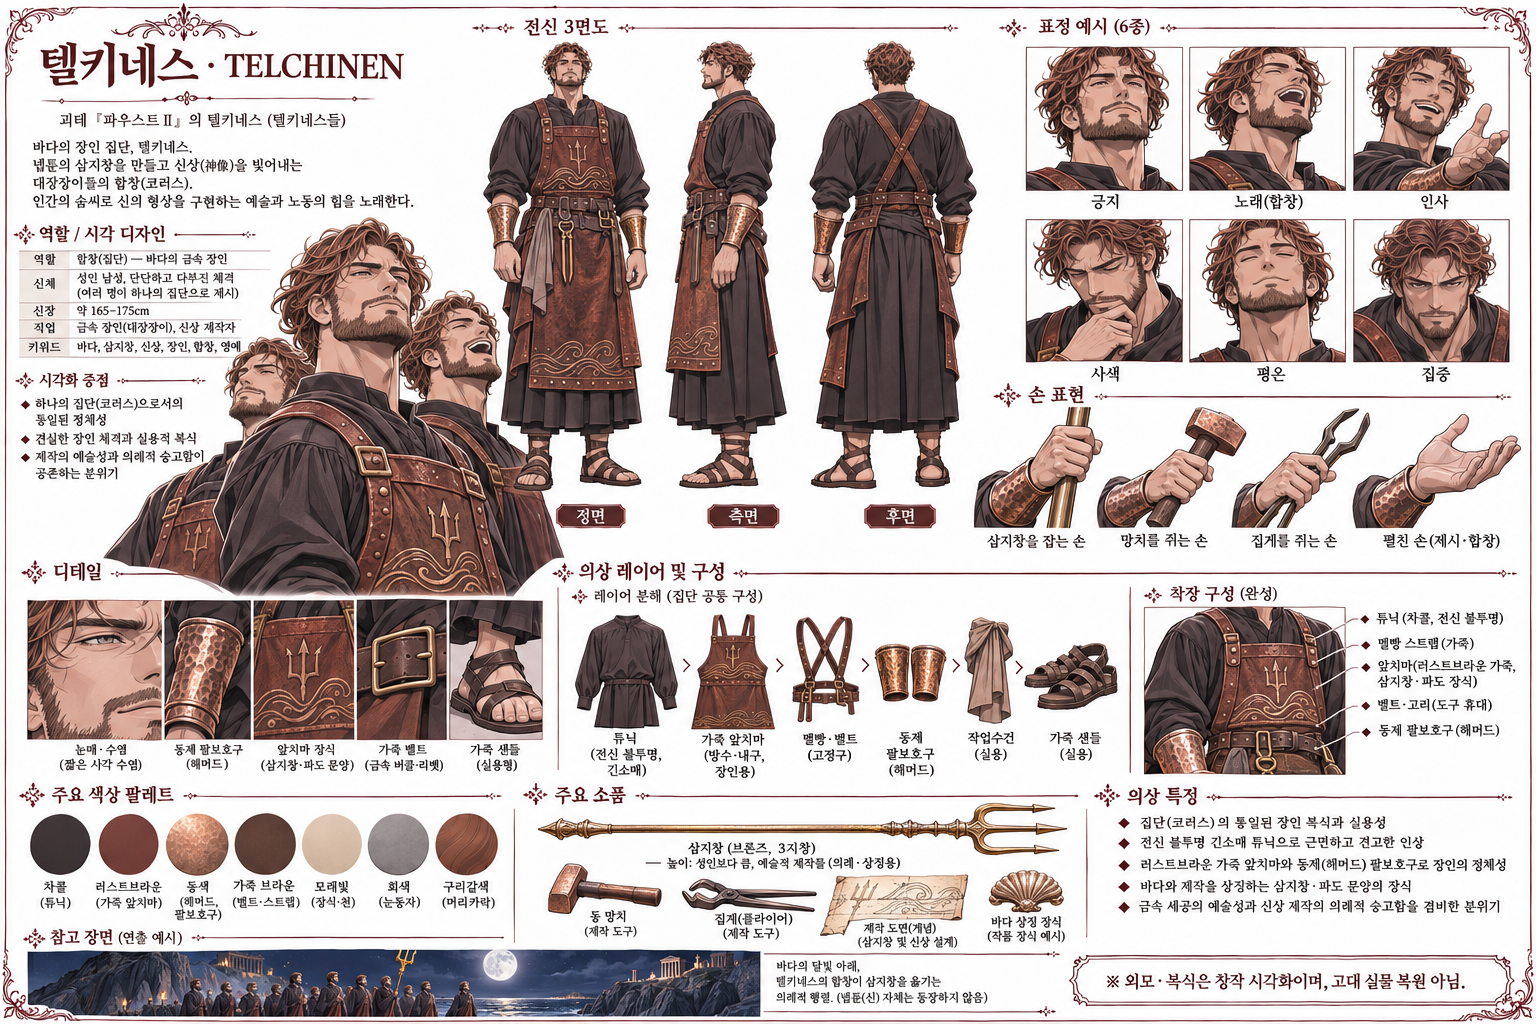 텔키네스 · TELCHINEN
괴테 『파우스트 II』의 텔키네스 (텔키네스들)
바다의 장인 집단, 텔키네스.
넵튠의 삼지창을 만들고 신상(神像)을 빚어내는
대장장이들의 합창(코러스).
인간의 솜씨로 신의 형상을 구현하는 예술과 노동의 힘을 노래한다.
역할 / 시각 디자인
역할 합창(집단) — 바다의 금속 장인
신체 성인 남성, 단단하고 다부진 체격
(여러 명이 하나의 집단으로 제시)
신장 약 165-175cm
직업 금속 장인(대장장이), 신상 제작자
키워드 바다, 삼지창, 신상, 장인, 합창, 영예
시각화 중점
하나의 집단(코러스)으로서의
통일된 정체성
견실한 장인 체격과 실용적 복식
제작의 예술성과 의례적 숭고함이
공존하는 분위기
전신 3면도
정면
측면
후면
표정 예시 (6종)
긍지
노래(합창)
인사
사색
평온
집중
손 표현
삼지창을 잡는 손
망치를 쥐는 손
집게를 쥐는 손
펼친 손(제시·합창)
디테일
눈매·수염
(짧은 사각 수염)
동제 팔보호구
(해머드)
앞치마 장식
(삼지창·파도 문양)
가죽 벨트
(금속 버클·리벳)
가죽 샌들
(실용형)
의상 레이어 및 구성
레이어 분해 (집단 공통 구성)
튜닉
(전신 불투명,
긴소매)
가죽 앞치마
(방수·내구,
장인용)
멜빵·벨트
(고정구)
동제
팔보호구
(해머드)
작업수건
(실용)
가죽 샌들
(실용)
착장 구성 (완성)
튜닉 (차콜, 전신 불투명)
멜빵 스트랩 (가죽)
앞치마(러스트브라운 가죽,
삼지창·파도 장식)
벨트·고리(도구 휴대)
동제 팔보호구 (해머드)
주요 색상 팔레트
차콜
(튜닉)
러스트브라운
(가죽 앞치마)
동색
(해머드,
팔보호구)
가죽 브라운
(벨트·스트랩)
모래빛
(장식·천)
회색
(눈동자)
구리갈색
(머리카락)
주요 소품
삼지창 (브론즈, 3지창)
— 높이: 성인보다 큼, 예술적 제작물 (의례·상징용)
동 망치
(제작 도구)
집게(플라이어)
(제작 도구)
제작 도면(개념)
(삼지창 및 신상 설계)
바다 상징 장식
(작품 장식 예시)
의상 특징
집단(코러스)의 통일된 장인 복식과 실용성
전신 불투명 긴소매 튜닉으로 근면하고 견고한 인상
러스트브라운 가죽 앞치마와 동제(해머드) 팔보호구로 장인의 정체성
바다와 제작을 상징하는 삼지창·파도 문양의 장식
금속 세공의 예술성과 신상 제작의 의례적 숭고함을 겸비한 분위기
참고 장면 (연출 예시)
바다의 달빛 아래,
텔키네스의 합창이 삼지창을 옮기는
의례적 행렬. (넵튠(신) 자체는 등장하지 않음)
※ 외모·복식은 창작 시각화이며, 고대 실물 복원 아님.